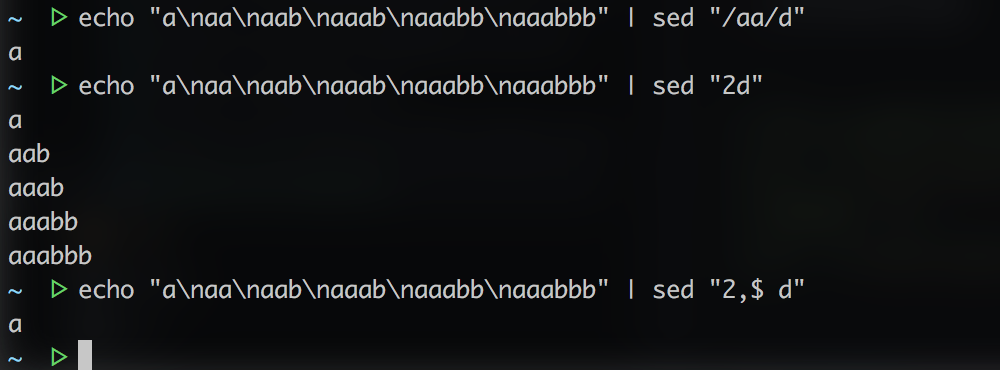 ~ ▷ echo "a\naa\naab\naaab\naaabb\naaabbb" | sed "/aa/d"
a
~ ▷ echo "a\naa\naab\naaab\naaabb\naaabbb" | sed "2d"
a
aab
aaab
aaabb
aaabbb
~ ▷ echo "a\naa\naab\naaab\naaabb\naaabbb" | sed "2,$ d"
a
~ ▷